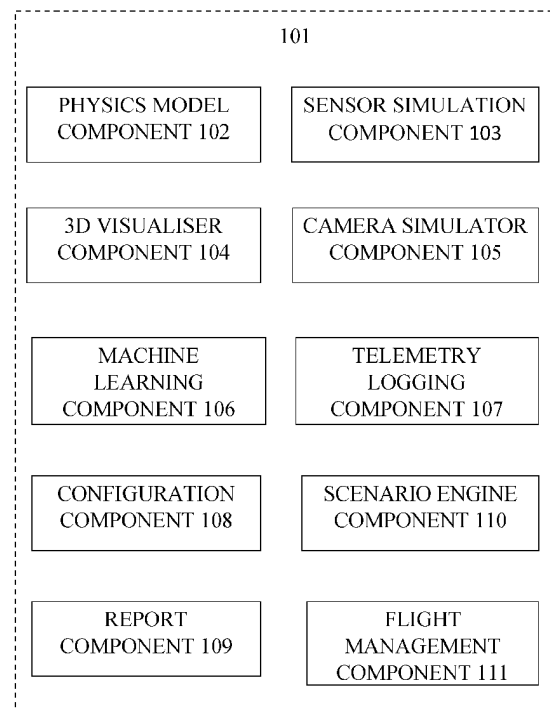 101
PHYSICS MODEL
COMPONENT 102
SENSOR SIMULATION
COMPONENT 103
3D VISUALISER
COMPONENT 104
CAMERA SIMULATOR
COMPONENT 105
MACHINE
LEARNING
COMPONENT 106
TELEMETRY
LOGGING
COMPONENT 107
CONFIGURATION
COMPONENT 108
SCENARIO ENGINE
COMPONENT 110
REPORT
COMPONENT 109
FLIGHT
MANAGEMENT
COMPONENT 111